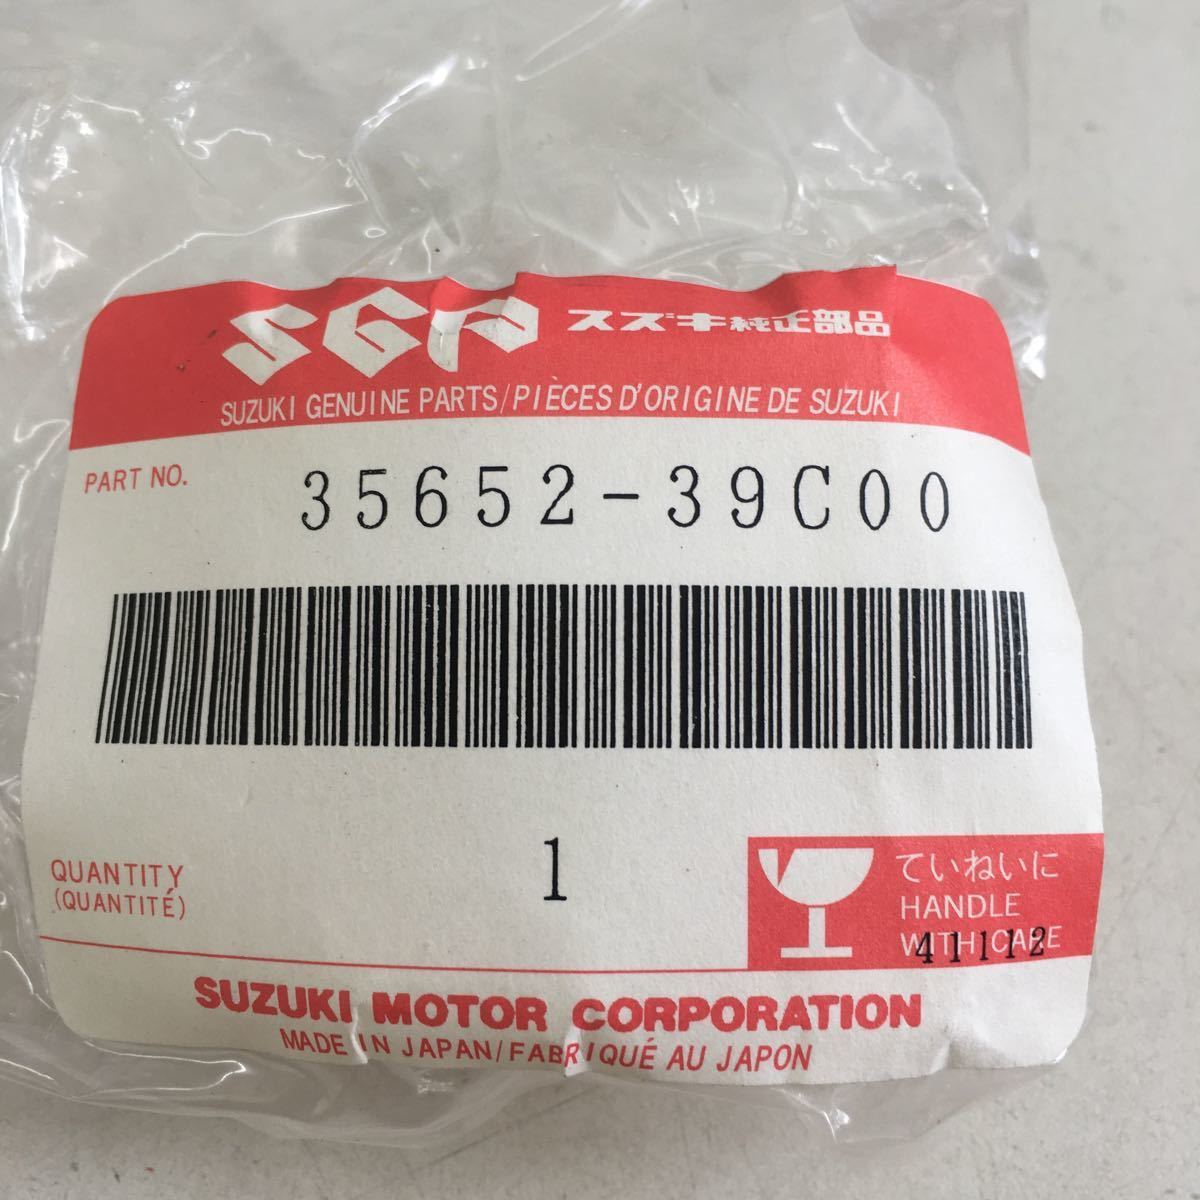 SGP スズキ純正部品
SUZUKI GENUINE PARTS/PIÈCES D'ORIGINE DE SUZUKI
PART NO. 35652-39C00
QUANTITY 1
(QUANTITÉ)
ていねいに
HANDLE
WITH CARE
41112
SUZUKI MOTOR CORPORATION
MADE IN JAPAN/FABRIQUÉ AU JAPON